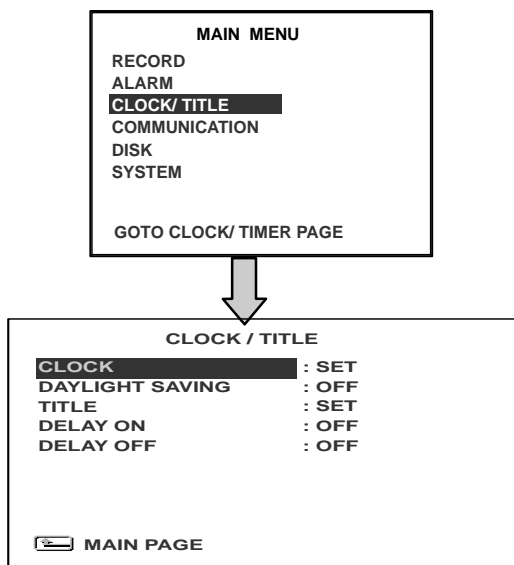 MAIN MENU
RECORD
ALARM
CLOCK/ TITLE
COMMUNICATION
DISK
SYSTEM
GOTO CLOCK/ TIMER PAGE
CLOCK / TITLE
CLOCK : SET
DAYLIGHT SAVING : OFF
TITLE : SET
DELAY ON : OFF
DELAY OFF : OFF
MAIN PAGE